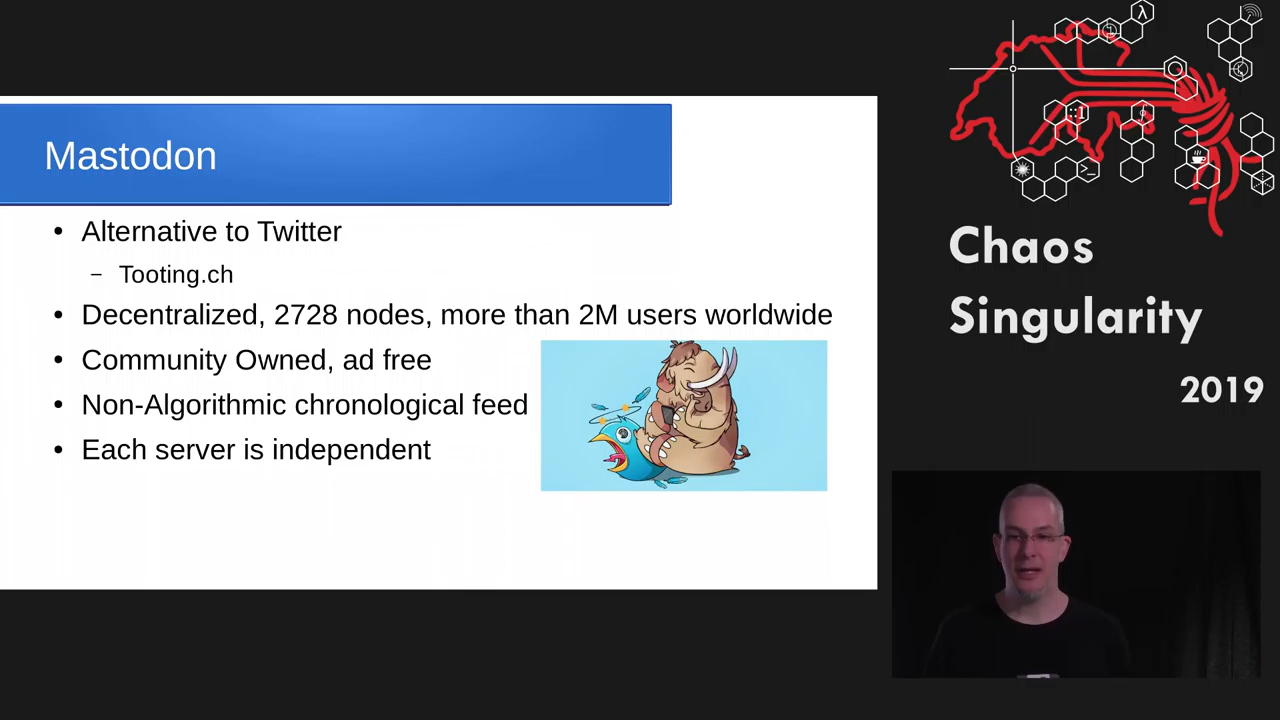 Mastodon
• Alternative to Twitter
– Tooting.ch
• Decentralized, 2728 nodes, more than 2M users worldwide
• Community Owned, ad free
• Non-Algorithmic chronological feed
• Each server is independent
λ
>_
Chaos
Singularity
2019